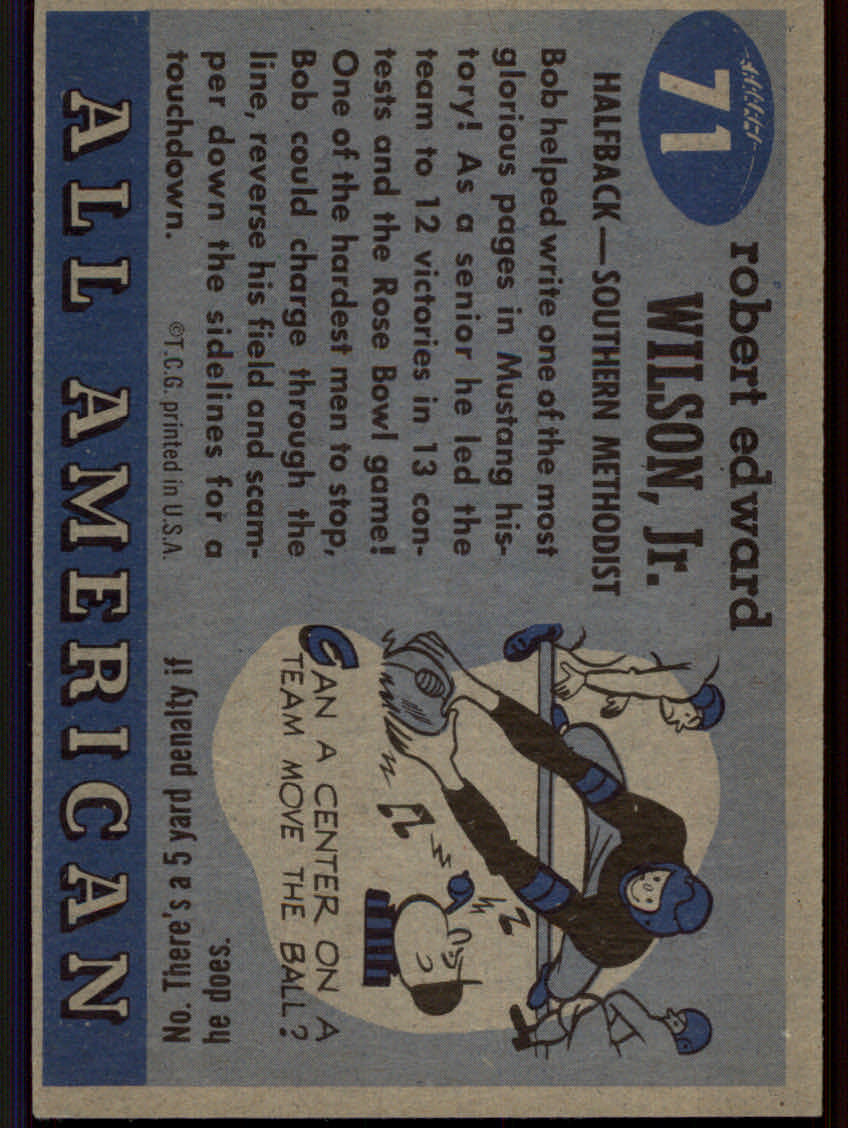 71
robert edward
WILSON, Jr.
HALFBACK—SOUTHERN METHODIST
Bob helped write one of the most
glorious pages in Mustang his-
tory! As a senior he led the
team to 12 victories in 13 con-
tests and the Rose Bowl game!
One of the hardest men to stop,
Bob could charge through the
line, reverse his field and scam-
per down the sidelines for a
touchdown.
©T.C.G. printed in U.S.A.
CAN A CENTER ON A
TEAM MOVE THE BALL?
No. There's a 5 yard penalty if
he does.
ALL AMERICAN